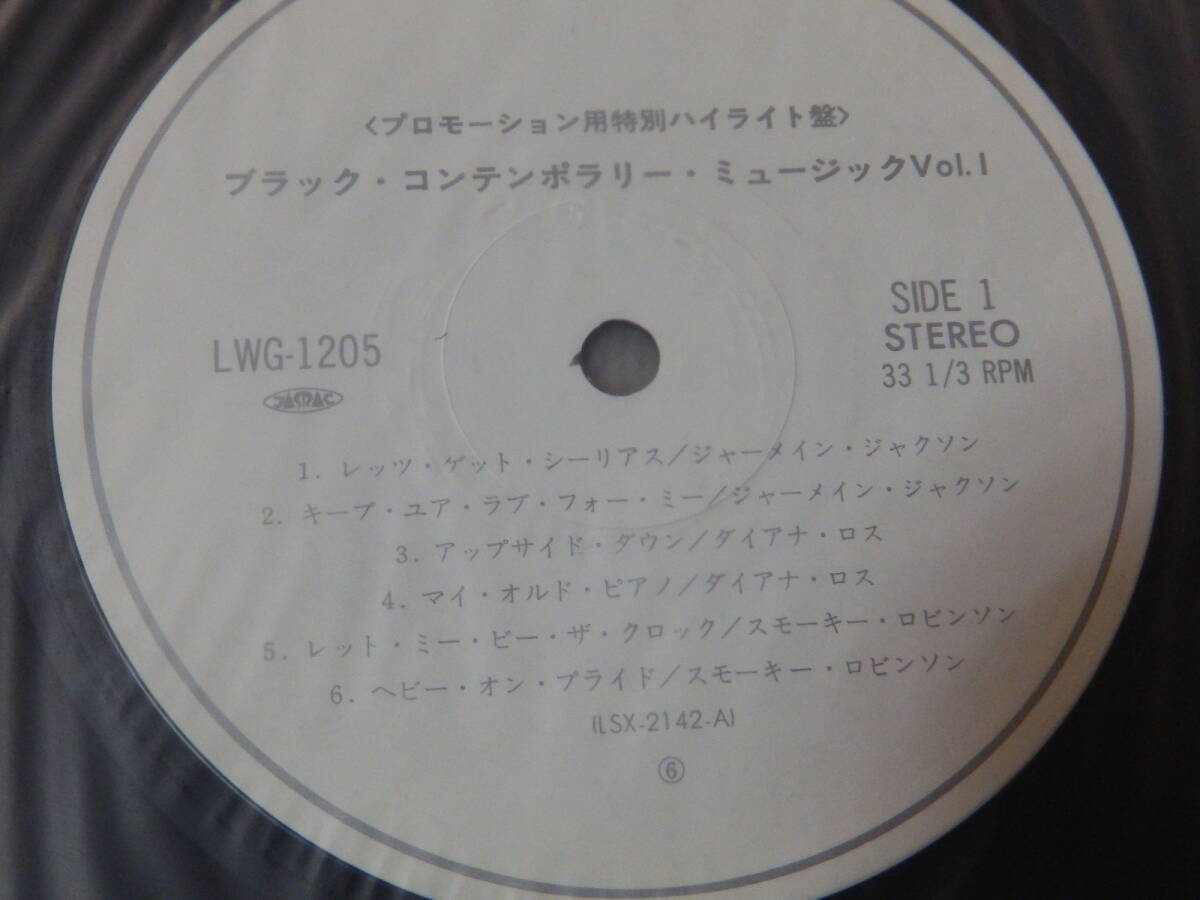 〈プロモーション用特別ハイライト盤〉
ブラック・コンテンポラリー・ミュージックVol.1
SIDE 1
STEREO
33 1/3 RPM
LWG-1205
JASRAC
1. レッツ・ゲット・シーリアス/ジャーメイン・ジャクソン
2. キープ・ユア・ラブ・フォー・ミー/ジャーメイン・ジャクソン
3. アップサイド・ダウン/ダイアナ・ロス
4. マイ・オルド・ピアノ/ダイアナ・ロス
5. レット・ミー・ビー・ザ・クロック/スモーキー・ロビンソン
6. ヘビー・オン・プライド/スモーキー・ロビンソン
(LSX-2142-A)
⑥